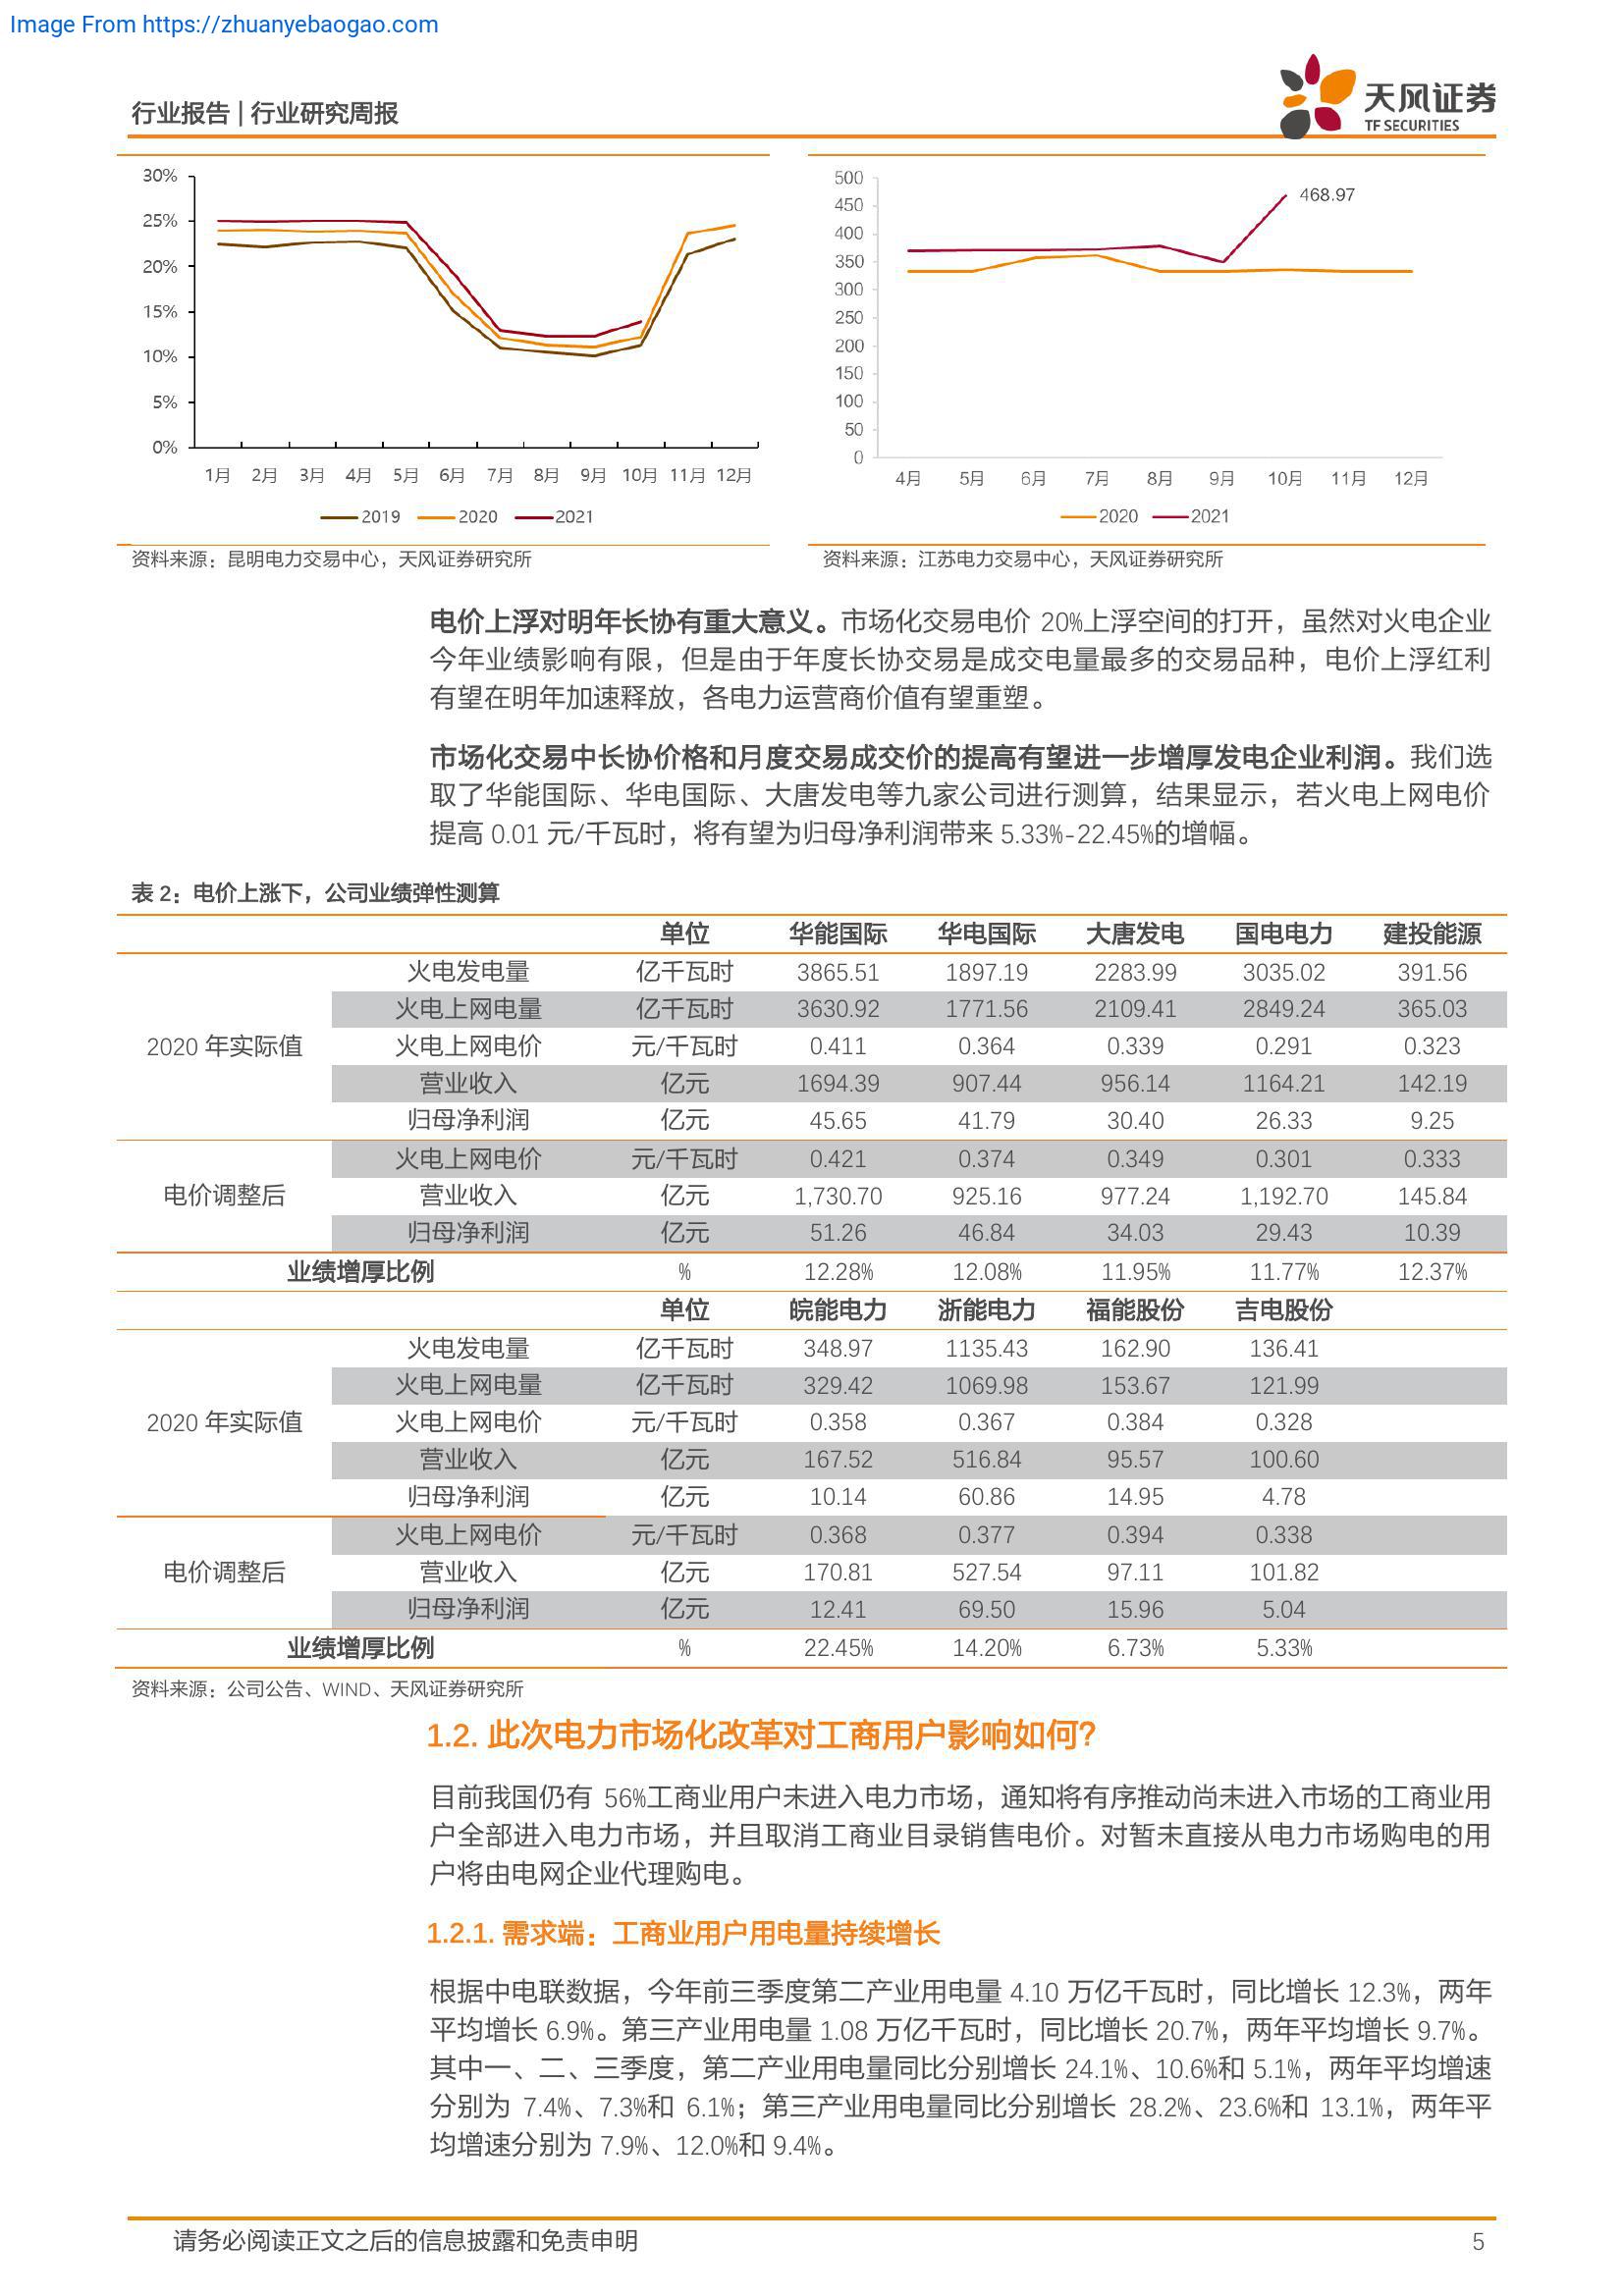 Image From https://zhuanyebaogao.com
行业报告 | 行业研究周报
天风证券
TF SECURITIES
30%
25%
20%
15%
10%
5%
0%
1月 2月 3月 4月 5月 6月 7月 8月 9月 10月 11月 12月
2019 2020 2021
500
450
400
350
300
250
200
150
100
50
0
468.97
4月 5月 6月 7月 8月 9月 10月 11月 12月
2020 2021
资料来源：昆明电力交易中心，天风证券研究所
资料来源：江苏电力交易中心，天风证券研究所
电价上浮对明年长协有重大意义。市场化交易电价 20%上浮空间的打开，虽然对火电企业
今年业绩影响有限，但是由于年度长协交易是成交电量最多的交易品种，电价上浮红利
有望在明年加速释放，各电力运营商价值有望重塑。
市场化交易中长协价格和月度交易成交价的提高有望进一步增厚发电企业利润。我们选
取了华能国际、华电国际、大唐发电等九家公司进行测算，结果显示，若火电上网电价
提高 0.01 元/千瓦时，将有望为归母净利润带来 5.33%-22.45%的增幅。
表 2：电价上涨下，公司业绩弹性测算
单位 华能国际 华电国际 大唐发电 国电电力 建投能源
火电发电量 亿千瓦时 3865.51 1897.19 2283.99 3035.02 391.56
火电上网电量 亿千瓦时 3630.92 1771.56 2109.41 2849.24 365.03
2020 年实际值 火电上网电价 元/千瓦时 0.411 0.364 0.339 0.291 0.323
营业收入 亿元 1694.39 907.44 956.14 1164.21 142.19
归母净利润 亿元 45.65 41.79 30.40 26.33 9.25
火电上网电价 元/千瓦时 0.421 0.374 0.349 0.301 0.333
电价调整后 营业收入 亿元 1,730.70 925.16 977.24 1,192.70 145.84
归母净利润 亿元 51.26 46.84 34.03 29.43 10.39
业绩增厚比例 % 12.28% 12.08% 11.95% 11.77% 12.37%
单位 皖能电力 浙能电力 福能股份 吉电股份
火电发电量 亿千瓦时 348.97 1135.43 162.90 136.41
火电上网电量 亿千瓦时 329.42 1069.98 153.67 121.99
2020 年实际值 火电上网电价 元/千瓦时 0.358 0.367 0.384 0.328
营业收入 亿元 167.52 516.84 95.57 100.60
归母净利润 亿元 10.14 60.86 14.95 4.78
火电上网电价 元/千瓦时 0.368 0.377 0.394 0.338
电价调整后 营业收入 亿元 170.81 527.54 97.11 101.82
归母净利润 亿元 12.41 69.50 15.96 5.04
业绩增厚比例 % 22.45% 14.20% 6.73% 5.33%
资料来源：公司公告、WIND、天风证券研究所
1.2. 此次电力市场化改革对工商用户影响如何？
目前我国仍有 56%工商业用户未进入电力市场，通知将有序推动尚未进入市场的工商业用
户全部进入电力市场，并且取消工商业目录销售电价。对暂未直接从电力市场购电的用
户将由电网企业代理购电。
1.2.1. 需求端：工商业用户用电量持续增长
根据中电联数据，今年前三季度第二产业用电量 4.10 万亿千瓦时，同比增长 12.3%，两年
平均增长 6.9%。第三产业用电量 1.08 万亿千瓦时，同比增长 20.7%，两年平均增长 9.7%。
其中一、二、三季度，第二产业用电量同比分别增长 24.1%、10.6%和 5.1%，两年平均增速
分别为 7.4%、7.3%和 6.1%；第三产业用电量同比分别增长 28.2%、23.6%和 13.1%，两年平
均增速分别为 7.9%、12.0%和 9.4%。
请务必阅读正文之后的信息披露和免责申明
5